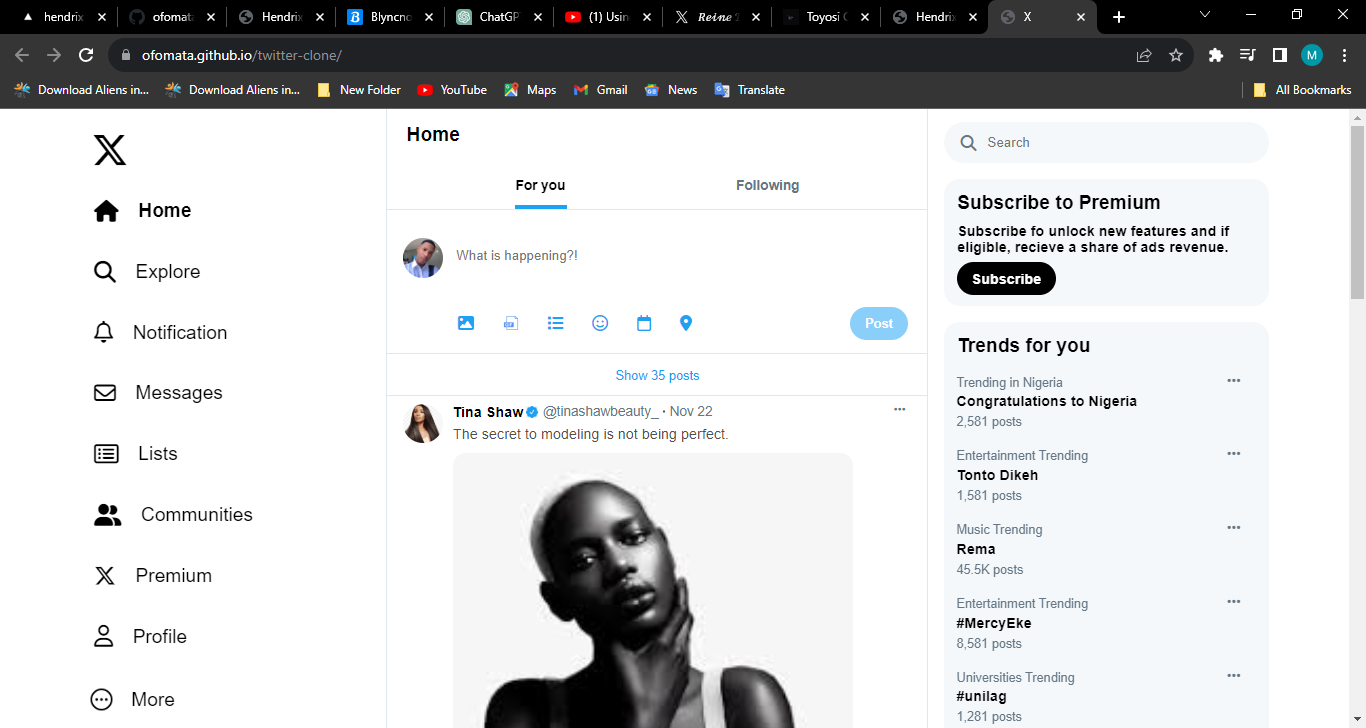 hendrix
ofomata
Hendrix
Blyncno
ChatGP
(1) Usin
Reine
Toyosi
Hendrix
X
ofomata.github.io/twitter-clone/
M
Download Aliens in...
Download Aliens in...
New Folder
YouTube
Maps
Gmail
News
Translate
All Bookmarks
Home
Explore
Notification
Messages
Lists
Communities
Premium
Profile
More
Home
For you
Following
What is happening?!
GIF
Post
Show 35 posts
Tina Shaw @tinashawbeauty_ · Nov 22
The secret to modeling is not being perfect.
Search
Subscribe to Premium
Subscribe fo unlock new features and if
eligible, recieve a share of ads revenue.
Subscribe
Trends for you
Trending in Nigeria
Congratulations to Nigeria
2,581 posts
Entertainment Trending
Tonto Dikeh
1,581 posts
Music Trending
Rema
45.5K posts
Entertainment Trending
#MercyEke
8,581 posts
Universities Trending
#unilag
1,281 posts